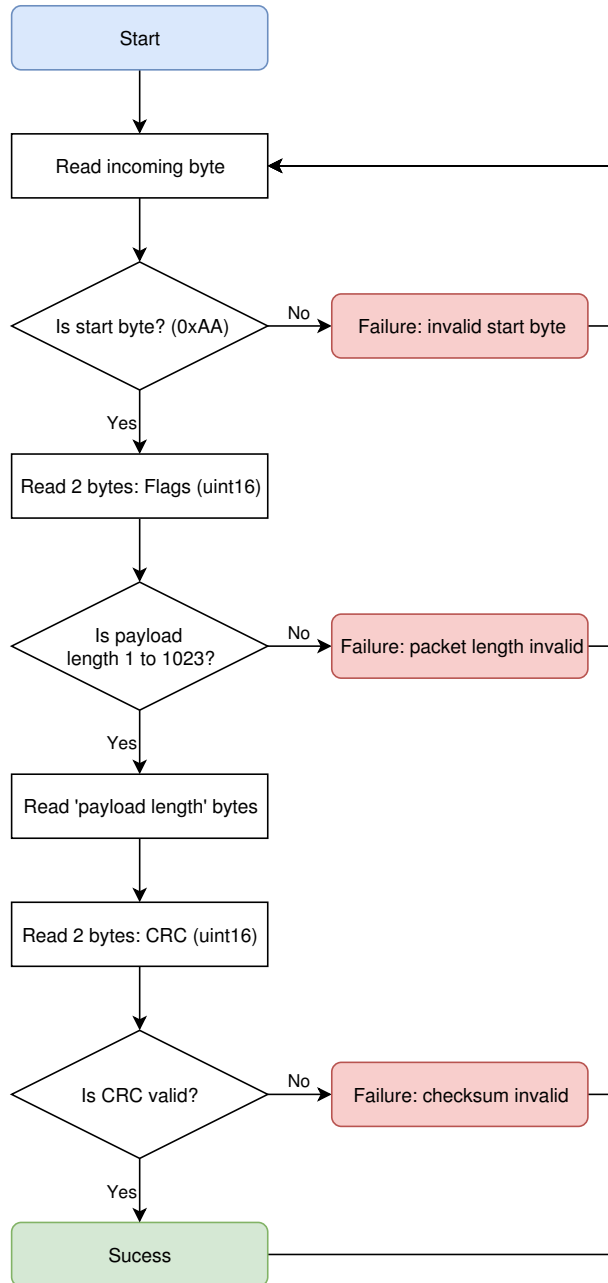 Start
Read incoming byte
Is start byte? (0xAA)
No
Failure: invalid start byte
Yes
Read 2 bytes: Flags (uint16)
Is payload
length 1 to 1023?
No
Failure: packet length invalid
Yes
Read 'payload length' bytes
Read 2 bytes: CRC (uint16)
Is CRC valid?
No
Failure: checksum invalid
Yes
Sucess